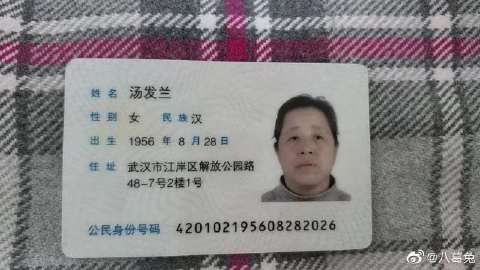 姓名 汤发兰
性别 女 民族 汉
出生 1956 年 8 月 28 日
住址 武汉市江岸区解放公园路
48-7号2楼1号
公民身份号码 420102195608282026
@八葛兔